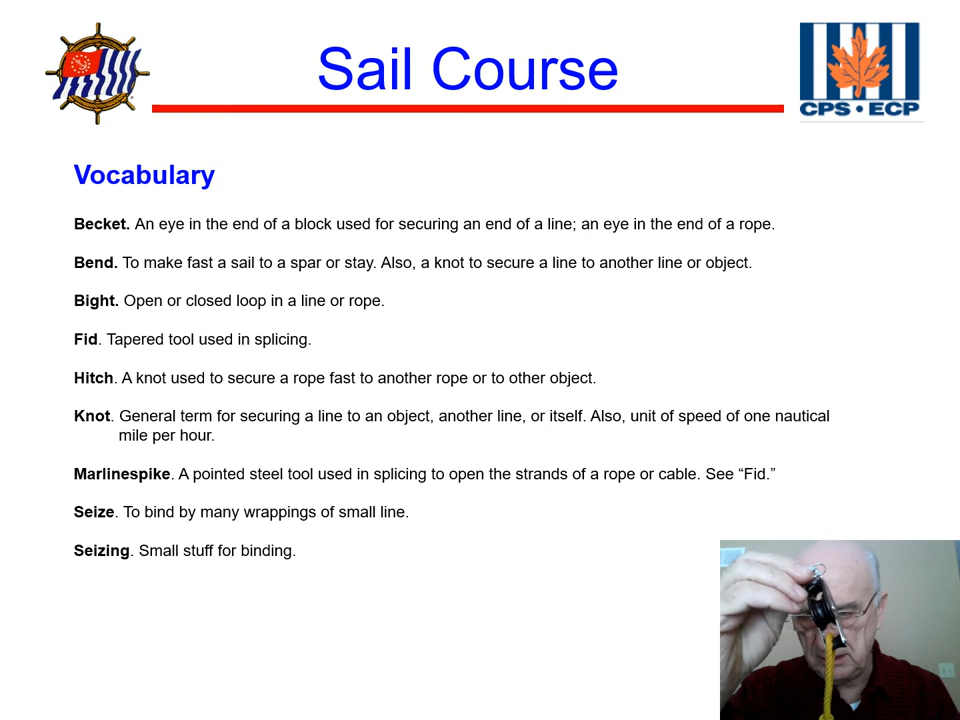 Sail Course
CPS • ECP
Vocabulary
Becket. An eye in the end of a block used for securing an end of a line; an eye in the end of a rope.
Bend. To make fast a sail to a spar or stay. Also, a knot to secure a line to another line or object.
Bight. Open or closed loop in a line or rope.
Fid. Tapered tool used in splicing.
Hitch. A knot used to secure a rope fast to another rope or to other object.
Knot. General term for securing a line to an object, another line, or itself. Also, unit of speed of one nautical
mile per hour.
Marlinespike. A pointed steel tool used in splicing to open the strands of a rope or cable. See “Fid.”
Seize. To bind by many wrappings of small line.
Seizing. Small stuff for binding.